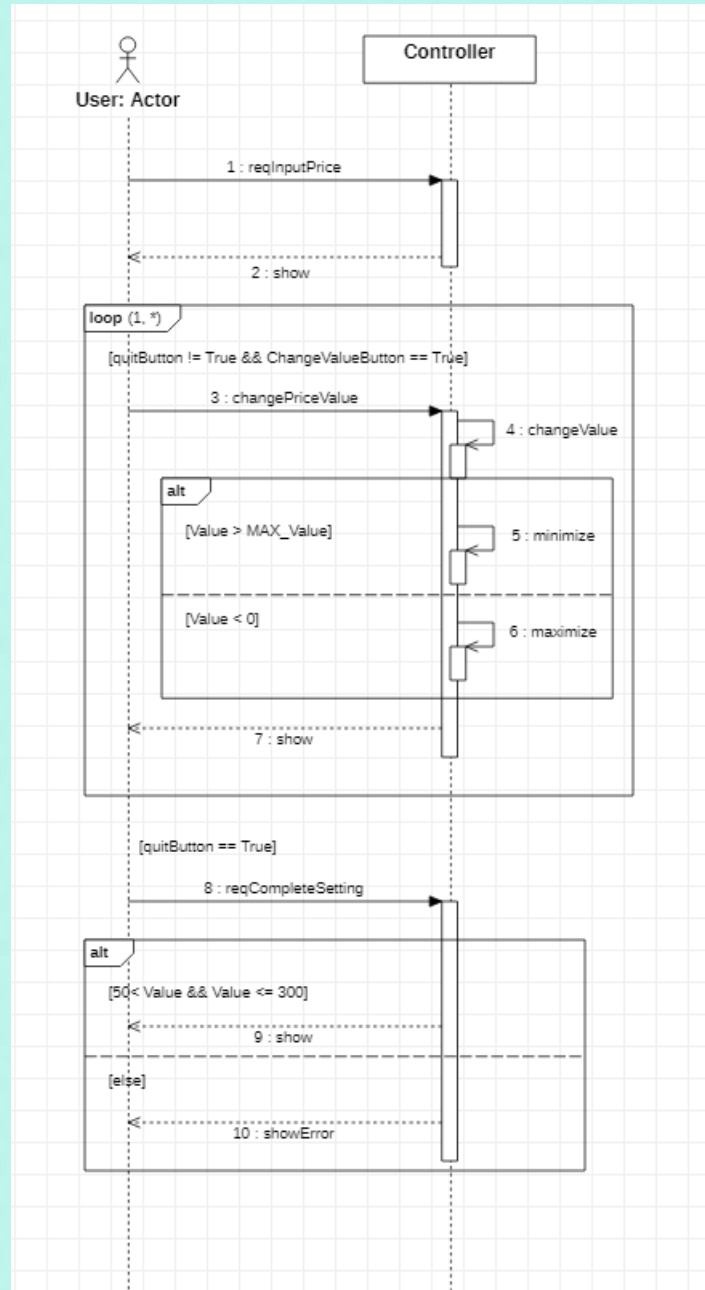 Controller
User: Actor
1 : reqInputPrice
2 : show
loop (1, *)
[quitButton != True && ChangeValueButton == True]
3 : changePriceValue
4 : changeValue
alt
[Value > MAX_Value]
5 : minimize
[Value < 0]
6 : maximize
7 : show
[quitButton == True]
8 : reqCompleteSetting
alt
[50< Value && Value <= 300]
9 : show
[else]
10 : showError